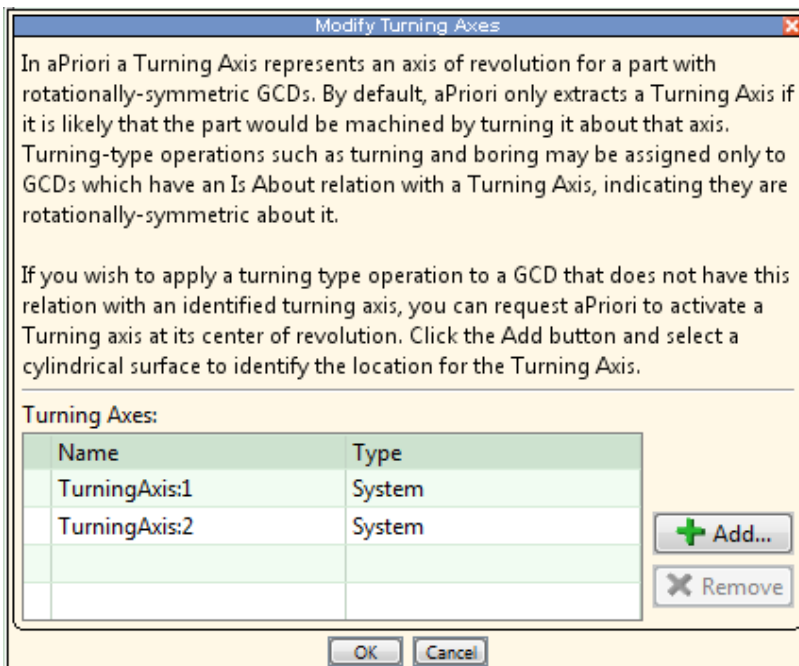 Modify Turning Axes
In aPriori a Turning Axis represents an axis of revolution for a part with
rotationally-symmetric GCDs. By default, aPriori only extracts a Turning Axis if
it is likely that the part would be machined by turning it about that axis.
Turning-type operations such as turning and boring may be assigned only to
GCDs which have an Is About relation with a Turning Axis, indicating they are
rotationally-symmetric about it.
If you wish to apply a turning type operation to a GCD that does not have this
relation with an identified turning axis, you can request aPriori to activate a
Turning axis at its center of revolution. Click the Add button and select a
cylindrical surface to identify the location for the Turning Axis.
Turning Axes:
Name Type
TurningAxis:1 System
TurningAxis:2 System
Add...
Remove
OK Cancel